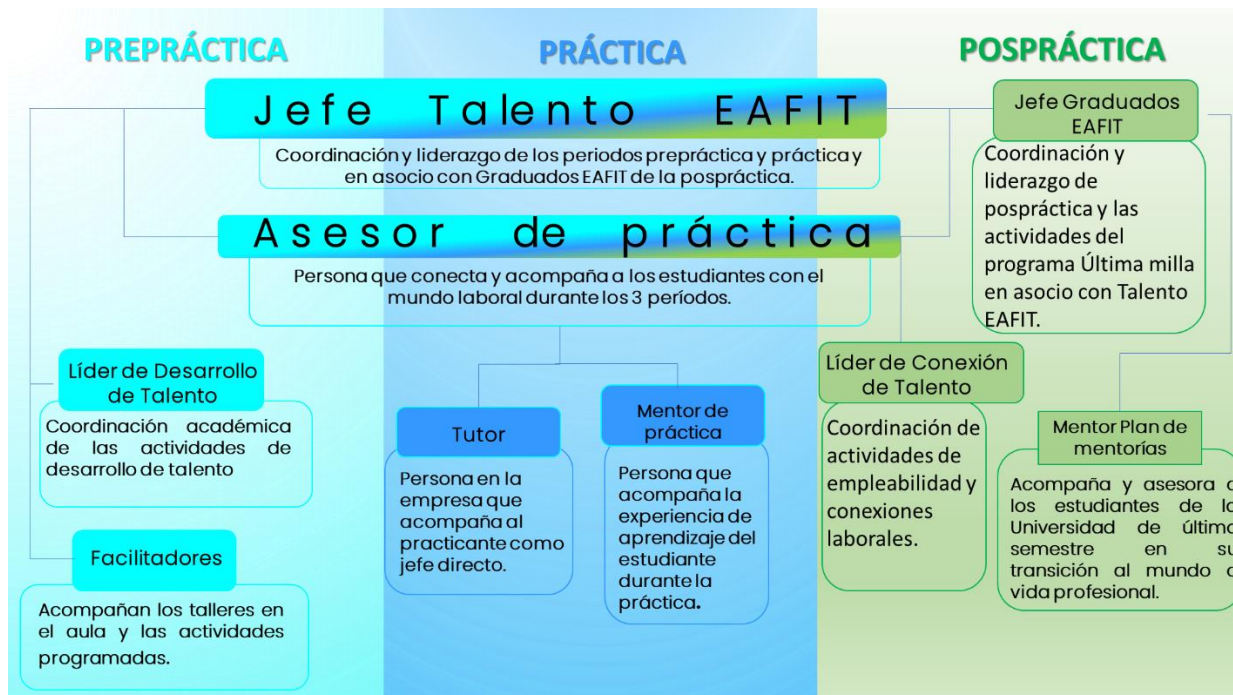 PREPRÁCTICA
PRÁCTICA
POSPRÁCTICA
Jefe Talento EAFIT
Coordinación y liderazgo de los periodos prepráctica y práctica y
en asocio con Graduados EAFIT de la pospráctica.
Asesor de práctica
Persona que conecta y acompaña a los estudiantes con el
mundo laboral durante los 3 períodos.
Jefe Graduados
EAFIT
Coordinación y
liderazgo de
pospráctica y las
actividades del
programa Última milla
en asocio con Talento
EAFIT.
Líder de Desarrollo
de Talento
Coordinación académica
de las actividades de
desarrollo de talento
Facilitadores
Acompañan los talleres en
el aula y las actividades
programadas.
Tutor
Persona en la
empresa que
acompaña al
practicante como
jefe directo.
Mentor de
práctica
Persona que
acompaña la
experiencia de
aprendizaje del
estudiante
durante la
práctica.
Líder de Conexión
de Talento
Coordinación de
actividades de
empleabilidad y
conexiones
laborales.
Mentor Plan de
mentorías
Acompaña y asesora a
los estudiantes de la
Universidad de último
semestre en su
transición al mundo o
vida profesional.